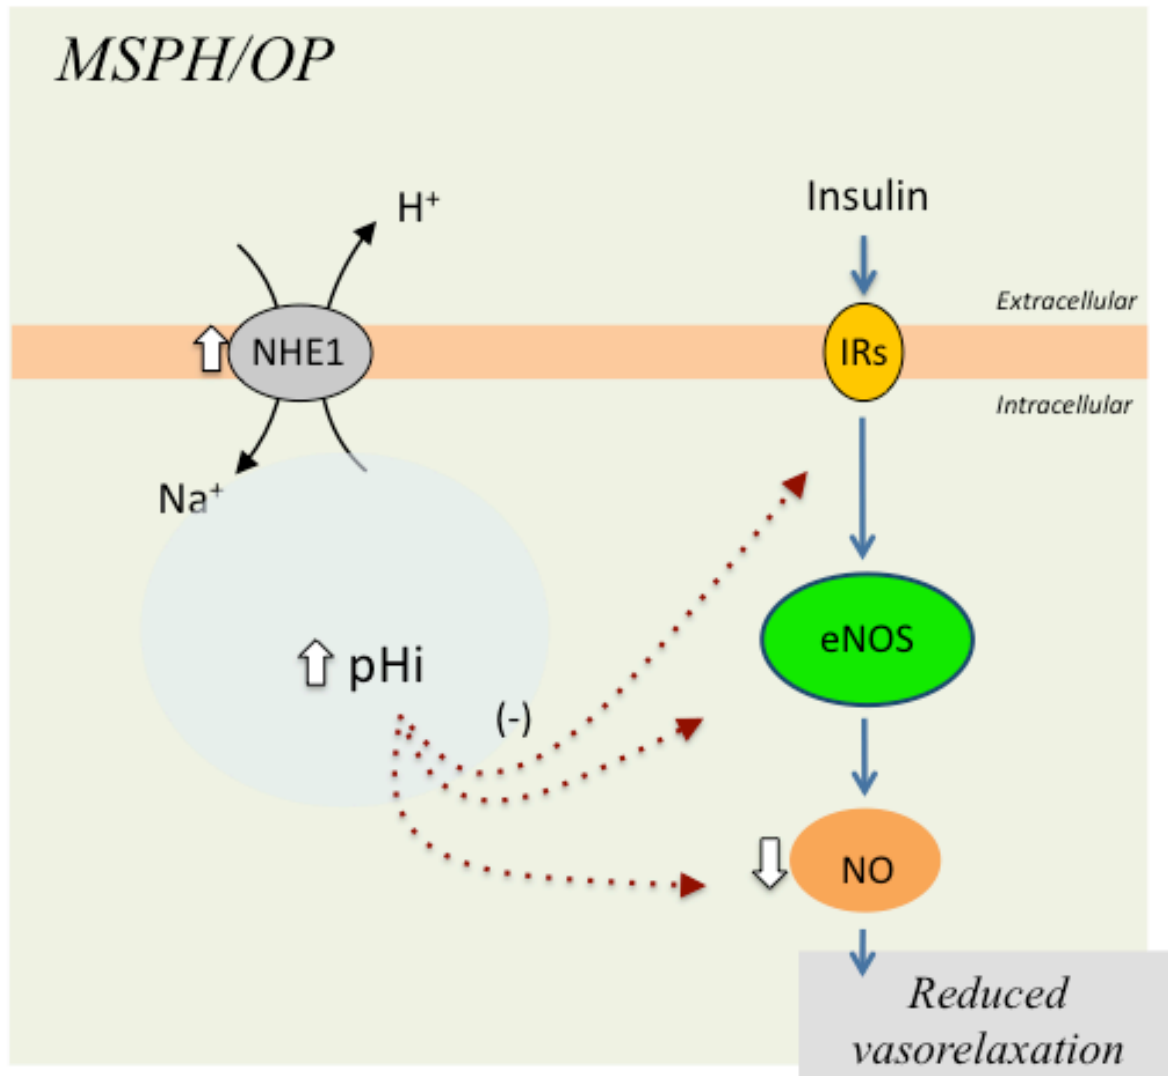 MSPH/OP
H⁺
Insulin
Extracellular
NHE1
IRs
Intracellular
Na⁺
eNOS
pHi
(-)
NO
Reduced
vasorelaxation